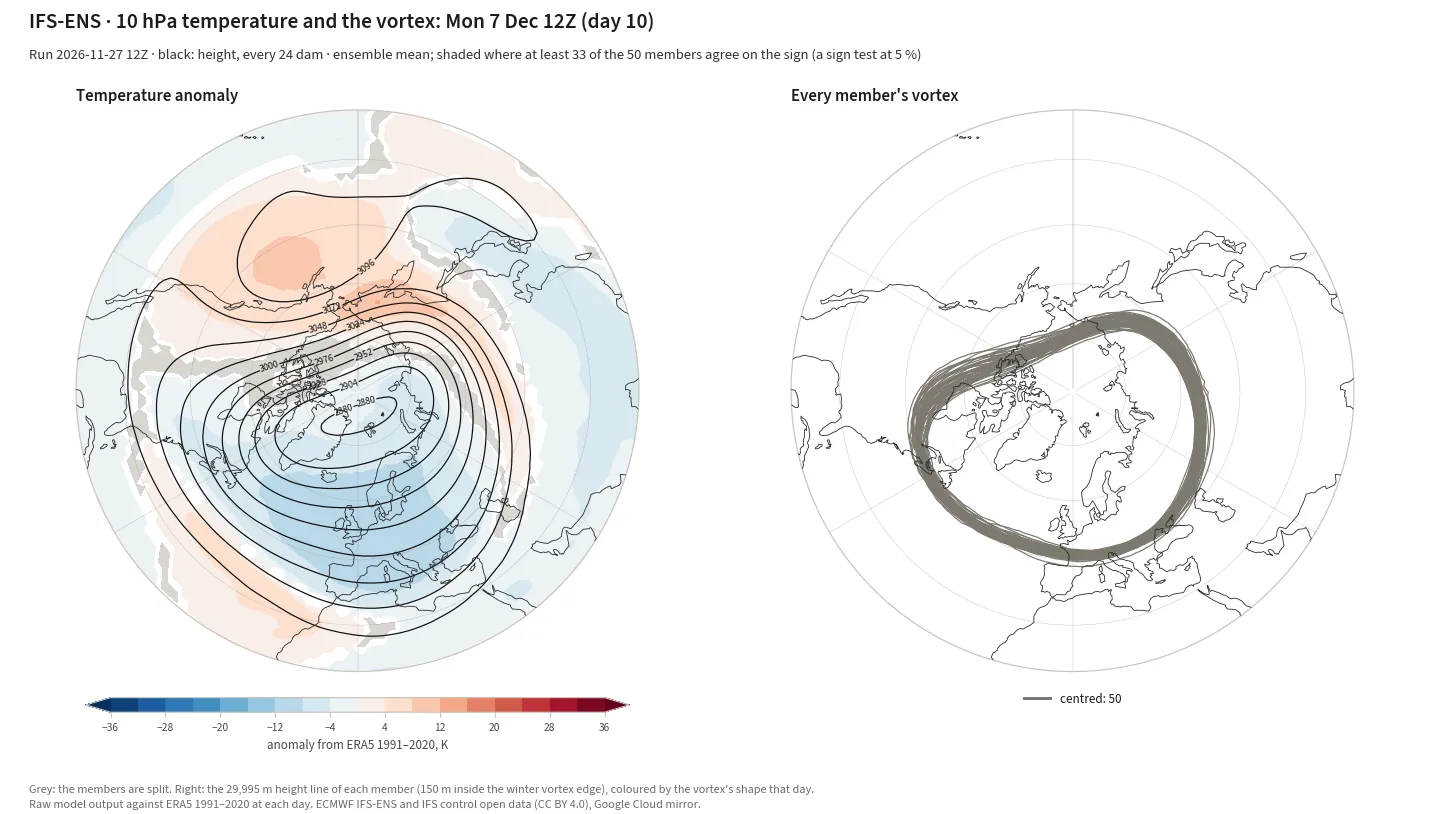 IFS-ENS · 10 hPa temperature and the vortex: Mon 7 Dec 12Z (day 10)
Run 2026-11-27 12Z · black: height, every 24 dam · ensemble mean; shaded where at least 33 of the 50 members agree on the sign (a sign test at 5 %)
Temperature anomaly
Every member's vortex
3096
3048
3024
3000
2976
2952
2904
2880
−36 −28 −20 −12 −4 4 12 20 28 36
anomaly from ERA5 1991–2020, K
centred: 50
Grey: the members are split. Right: the 29,995 m height line of each member (150 m inside the winter vortex edge), coloured by the vortex's shape that day.
Raw model output against ERA5 1991–2020 at each day. ECMWF IFS-ENS and IFS control open data (CC BY 4.0), Google Cloud mirror.